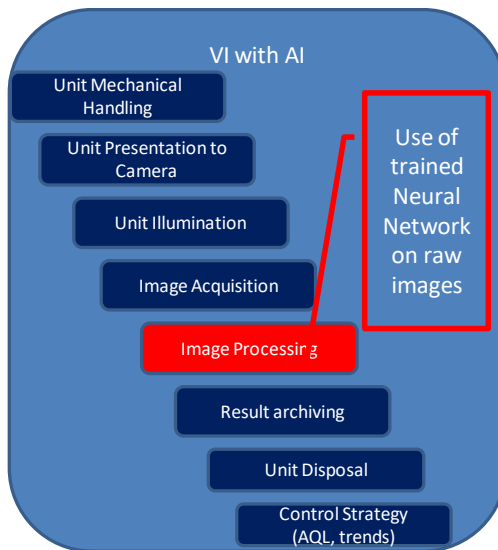 VI with AI
Unit Mechanical
Handling
Unit Presentation to
Camera
Unit Illumination
Image Acquisition
Image Processing
Result archiving
Unit Disposal
Control Strategy
(AQL, trends)
Use of
trained
Neural
Network
on raw
images